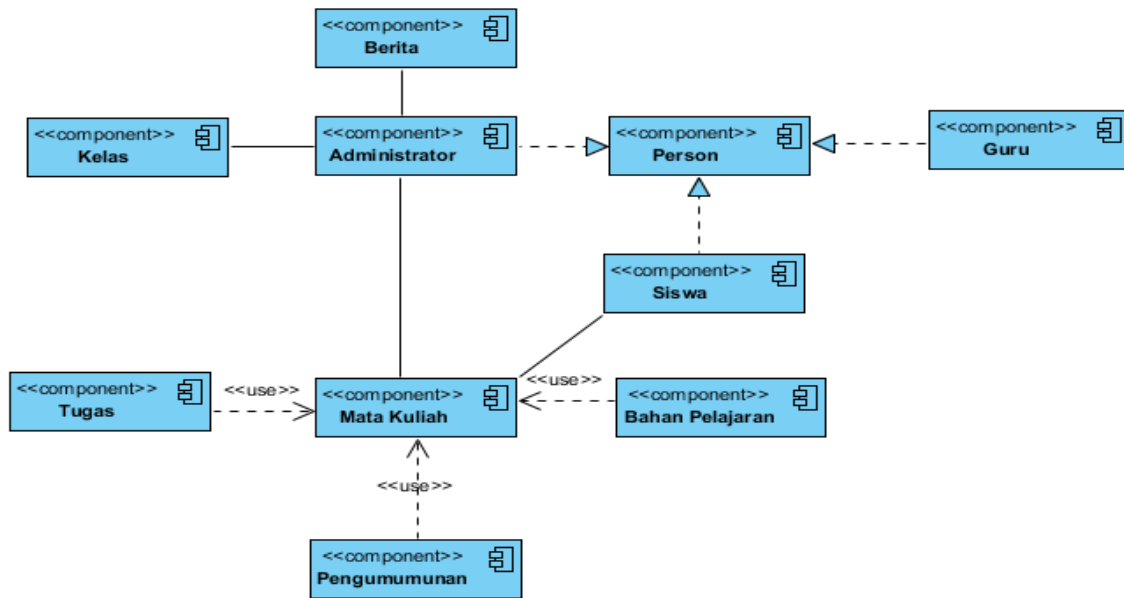 <<component>>
Berita
<<component>>
Kelas
<<component>>
Administrator
<<component>>
Person
<<component>>
Guru
<<component>>
Siswa
<<component>>
Tugas
<<use>>
<<component>>
Mata Kuliah
<<use>>
<<component>>
Bahan Pelajaran
<<use>>
<<component>>
Pengumumunan